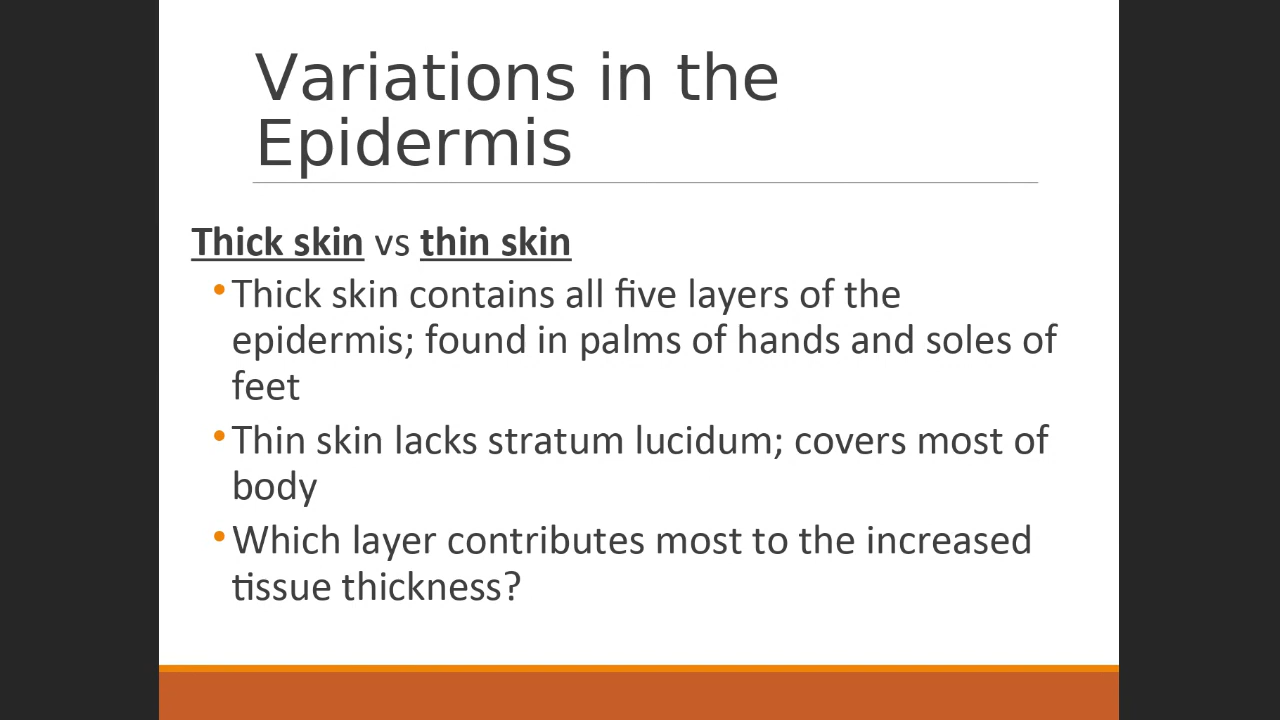 Variations in the
Epidermis
Thick skin vs thin skin
•Thick skin contains all five layers of the
epidermis; found in palms of hands and soles of
feet
•Thin skin lacks stratum lucidum; covers most of
body
•Which layer contributes most to the increased
tissue thickness?